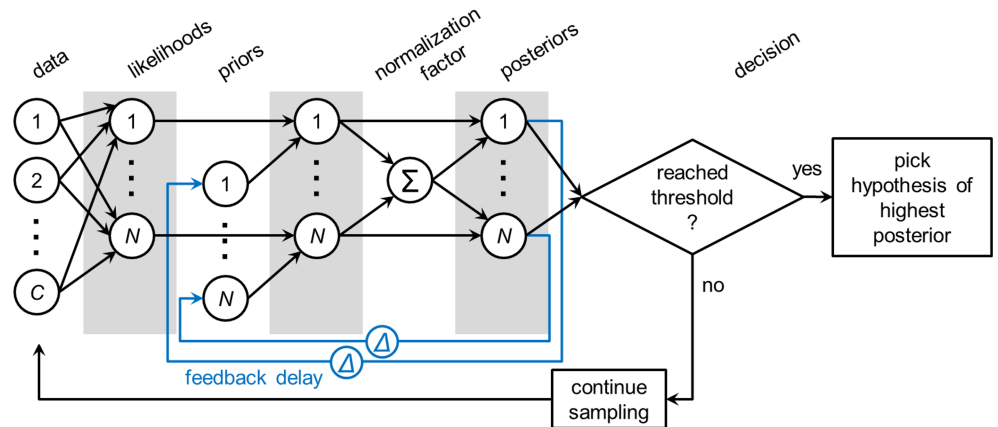 data
likelihoods
priors
normalization
factor
posteriors
decision
1
2
⋮
C
1
⋮
N
1
⋮
N
1
⋮
N
Σ
1
⋮
N
Δ
Δ
feedback delay
reached
threshold
?
yes
no
pick
hypothesis of
highest
posterior
continue
sampling